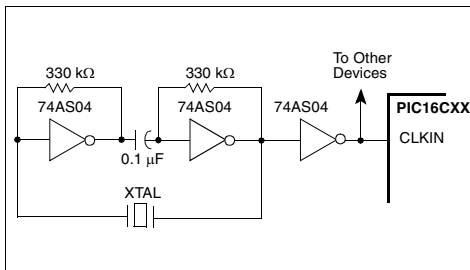 330 kΩ
330 kΩ
To Other
Devices
74AS04
74AS04
74AS04
PIC16CXX
CLKIN
0.1 µF
XTAL